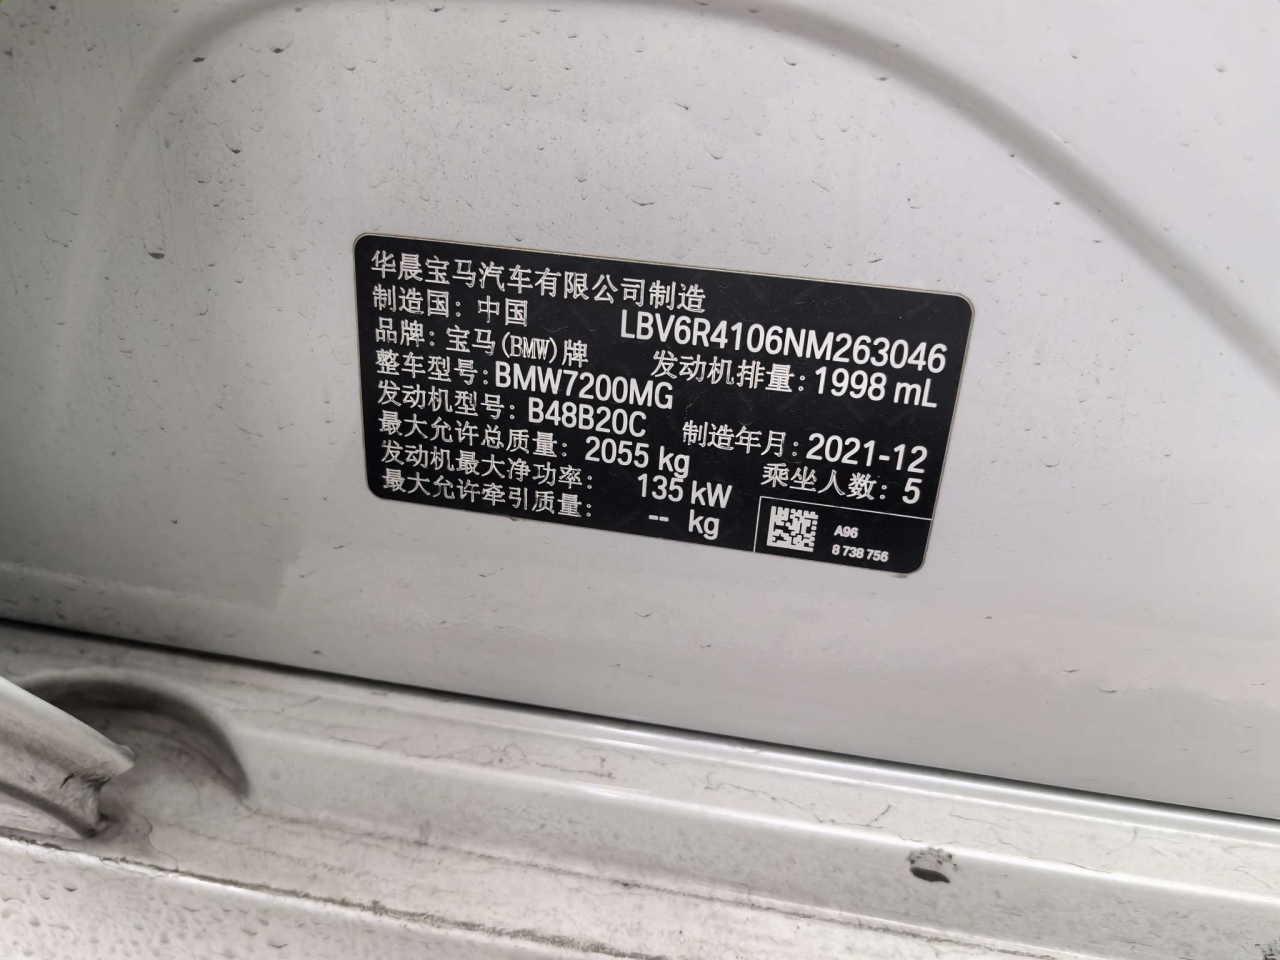 华晨宝马汽车有限公司制造
制造国：中国
LBV6R4106NM263046
品牌：宝马(BMW)牌
发动机排量：1998 mL
整车型号：BMW7200MG
发动机型号：B48B20C
制造年月：2021-12
最大允许总质量：2055 kg
乘坐人数：5
发动机最大净功率：135 kW
最大允许牵引质量：-- kg
A96
8 738 756